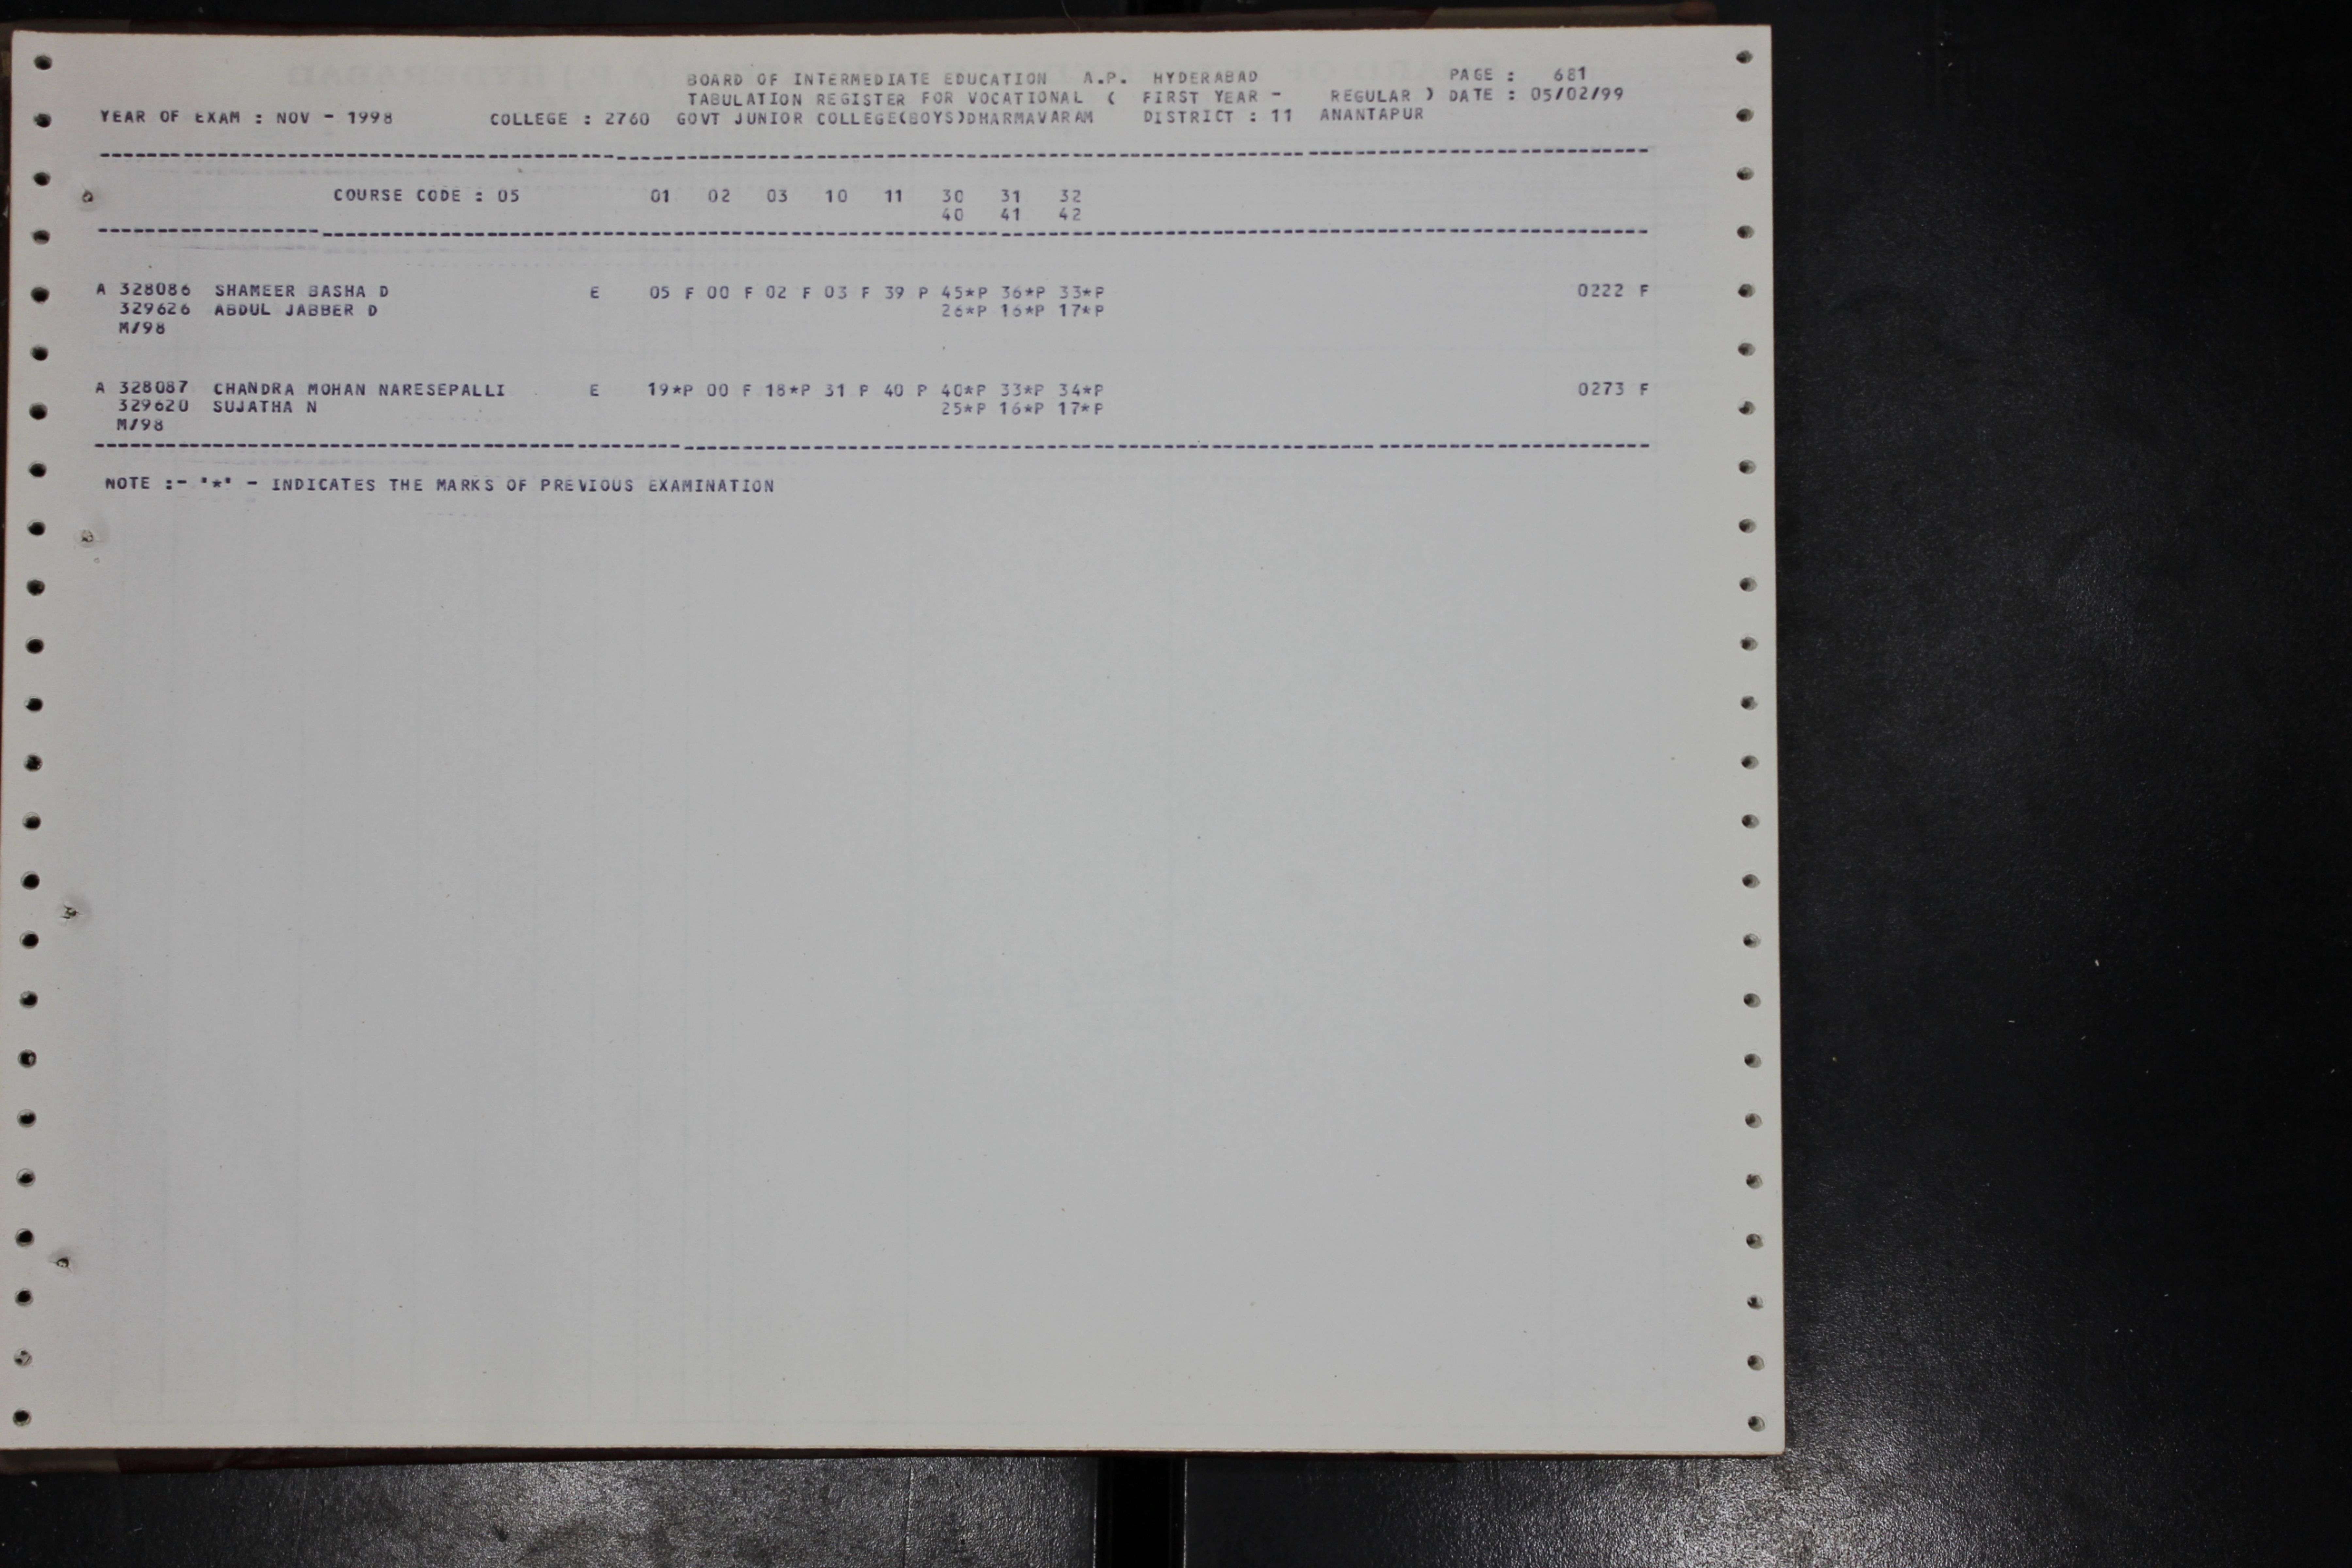 BOARD OF INTERMEDIATE EDUCATION A.P. HYDERABAD PAGE : 681
TABULATION REGISTER FOR VOCATIONAL ( FIRST YEAR - REGULAR ) DATE : 05/02/99
YEAR OF EXAM : NOV - 1998 COLLEGE : 2760 GOVT JUNIOR COLLEGE(BOYS)DHARMAVARAM DISTRICT : 11 ANANTAPUR
COURSE CODE : 05 01 02 03 10 11 30 31 32
40 41 42
A 328086 SHAMEER BASHA D E 05 F 00 F 02 F 03 F 39 P 45*P 36*P 33*P 0222 F
329626 ABDUL JABBER D 26*P 16*P 17*P
M/98
A 328087 CHANDRA MOHAN NARESEPALLI E 19*P 00 F 18*P 31 P 40 P 40*P 33*P 34*P 0273 F
329620 SUJATHA N 25*P 16*P 17*P
M/98
NOTE :- '*' - INDICATES THE MARKS OF PREVIOUS EXAMINATION